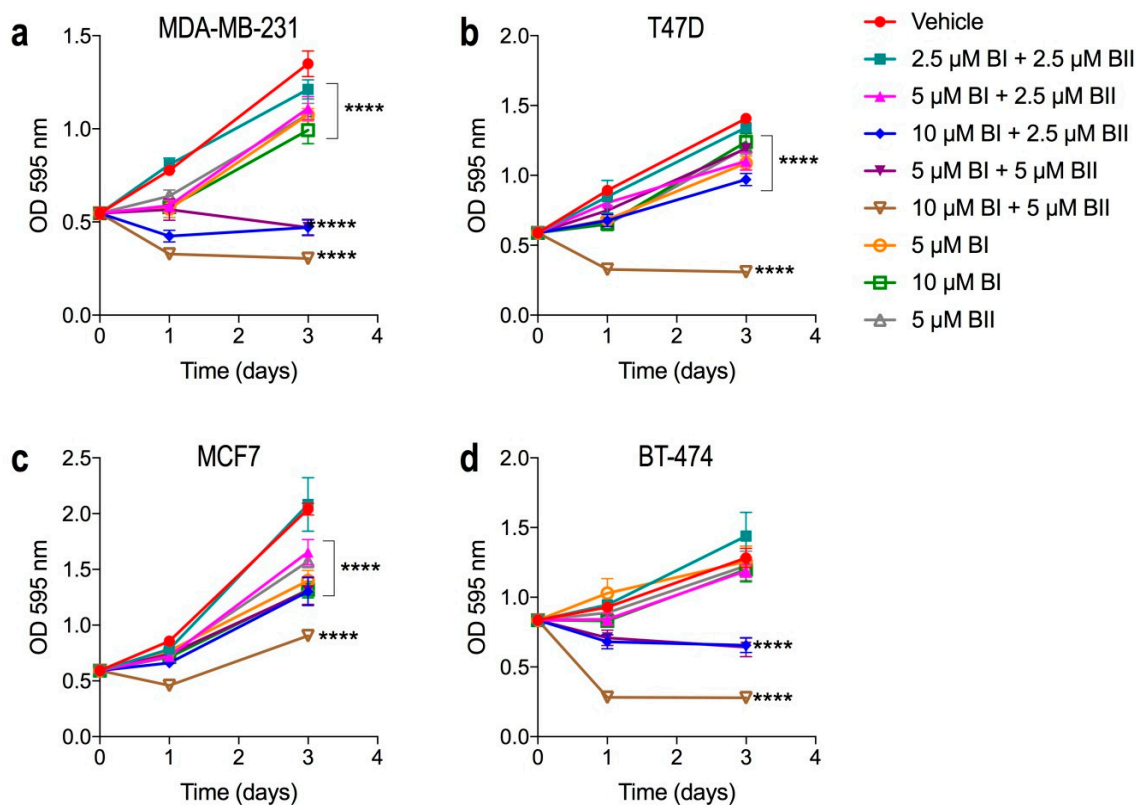 a
MDA-MB-231
1.5
1.0
0.5
0.0
OD 595 nm
0 1 2 3 4
Time (days)
****
****
****
b
T47D
2.0
1.5
1.0
0.5
0.0
OD 595 nm
0 1 2 3 4
Time (days)
****
****
Vehicle
2.5 µM BI + 2.5 µM BII
5 µM BI + 2.5 µM BII
10 µM BI + 2.5 µM BII
5 µM BI + 5 µM BII
10 µM BI + 5 µM BII
5 µM BI
10 µM BI
5 µM BII
c
MCF7
2.5
2.0
1.5
1.0
0.5
0.0
OD 595 nm
0 1 2 3 4
Time (days)
****
****
d
BT-474
2.0
1.5
1.0
0.5
0.0
OD 595 nm
0 1 2 3 4
Time (days)
****
****